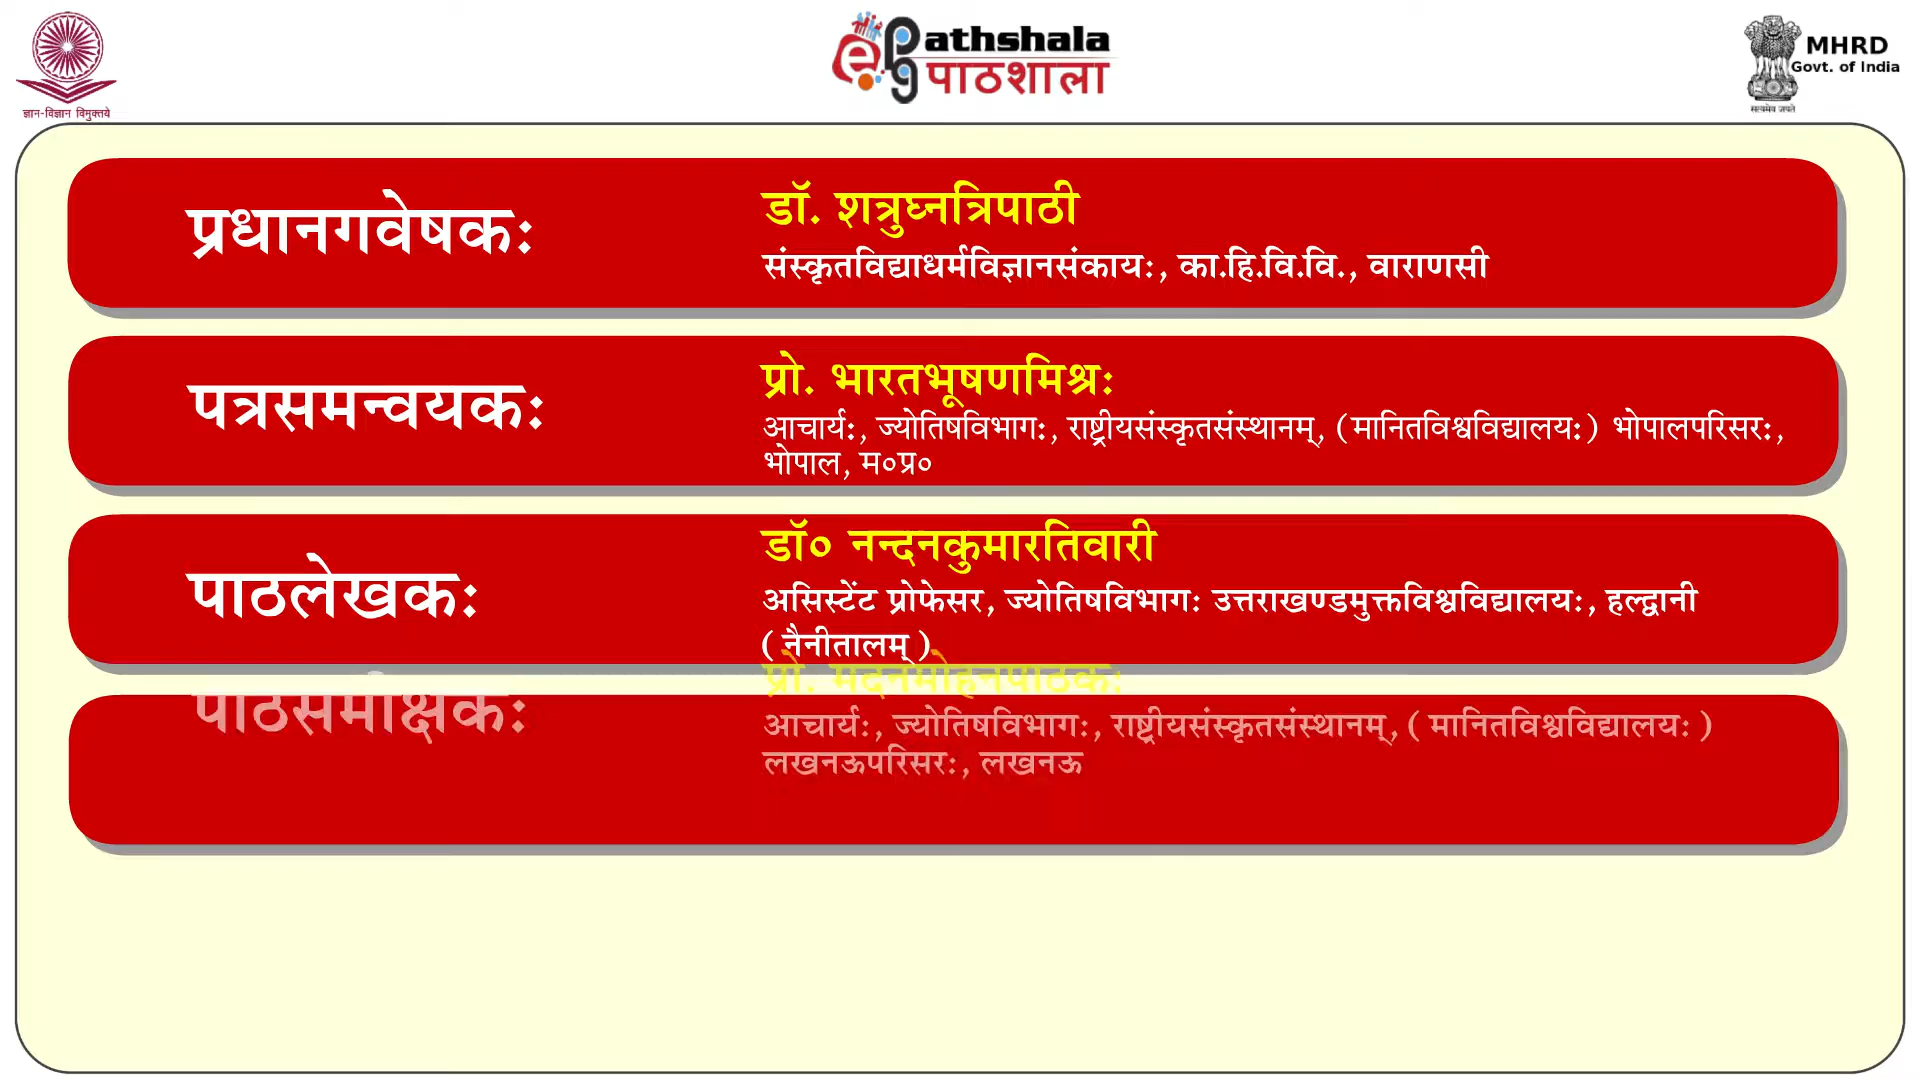 ज्ञान-विज्ञान विमुक्तये
ePG Pathshala
पाठशाला
MHRD
Govt. of India
सत्यमेव जयते
प्रधानगवेषकः
डॉ. शत्रुघ्नत्रिपाठी
संस्कृतविद्याधर्मविज्ञानसंकायः, का.हि.वि.वि., वाराणसी
पत्रसमन्वयकः
प्रो. भारतभूषणमिश्रः
आचार्यः, ज्योतिषविभागः, राष्ट्रीयसंस्कृतसंस्थानम्, (मानितविश्वविद्यालयः) भोपालपरिसरः,
भोपाल, म०प्र०
पाठलेखकः
डॉ० नन्दनकुमारतिवारी
असिस्टेंट प्रोफेसर, ज्योतिषविभागः उत्तराखण्डमुक्तविश्वविद्यालयः, हल्द्वानी
(नैनीतालम्)
पाठसमीक्षकः
प्रो. मदनमोहनपाठकः
आचार्यः, ज्योतिषविभागः, राष्ट्रीयसंस्कृतसंस्थानम्, (मानितविश्वविद्यालयः)
लखनऊपरिसरः, लखनऊ